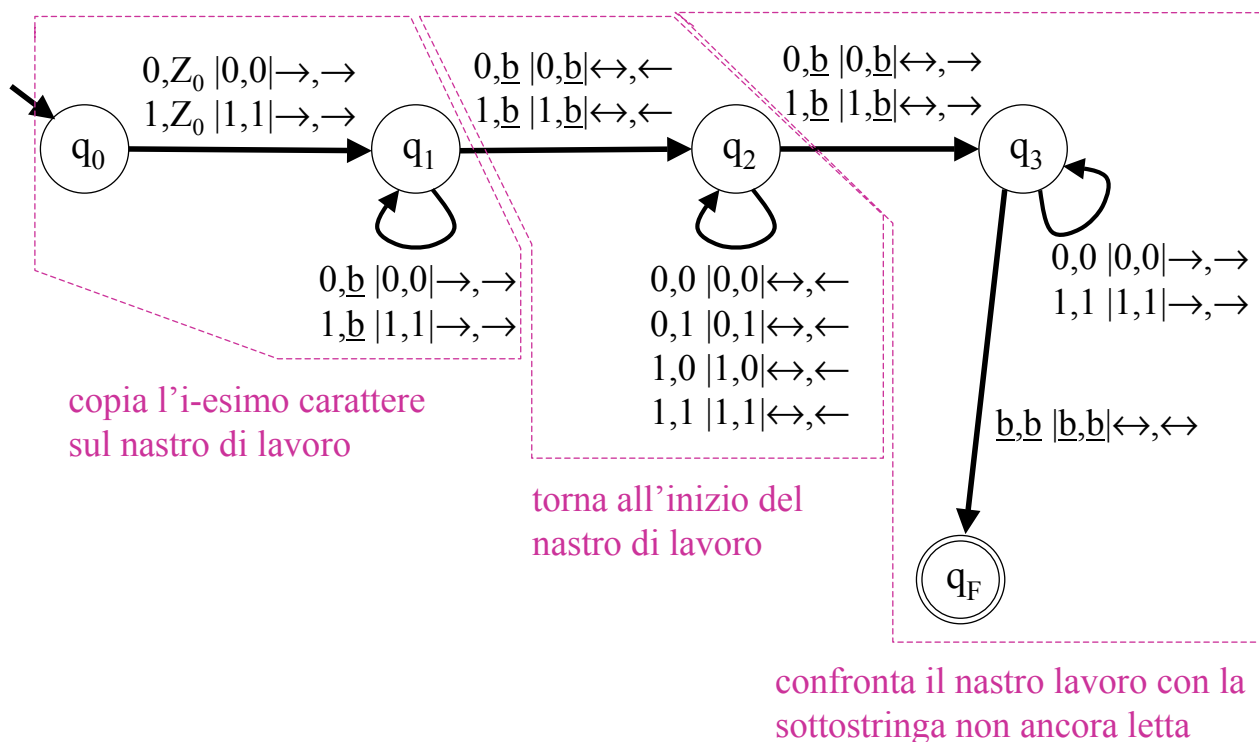 0,Z₀ |0,0|→,→
1,Z₀ |1,1|→,→
0,b |0,b|↔,←
1,b |1,b|↔,←
0,b |0,b|↔,→
1,b |1,b|↔,→
q₀
q₁
q₂
q₃
0,b |0,0|→,→
1,b |1,1|→,→
0,0 |0,0|↔,←
0,1 |0,1|↔,←
1,0 |1,0|↔,←
1,1 |1,1|↔,←
0,0 |0,0|→,→
1,1 |1,1|→,→
copia l’i-esimo carattere
sul nastro di lavoro
b,b |b,b|↔,↔
torna all’inizio del
nastro di lavoro
q_F
confronta il nastro lavoro con la
sottostringa non ancora letta